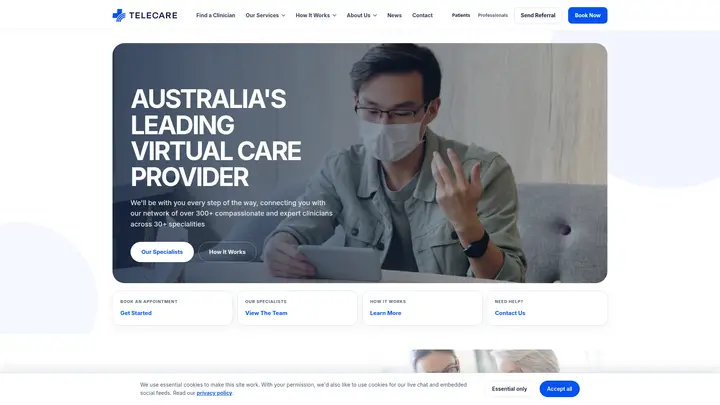 TELECARE
Find a Clinician
Our Services
How It Works
About Us
News
Contact
Patients
Professionals
Send Referral
Book Now
AUSTRALIA'S
LEADING
VIRTUAL CARE
PROVIDER
We'll be with you every step of the way, connecting you with
our network of over 300+ compassionate and expert clinicians
across 30+ specialities
Our Specialists
How It Works
BOOK AN APPOINTMENT
Get Started
OUR SPECIALISTS
View The Team
HOW IT WORKS
Learn More
NEED HELP?
Contact Us
We use essential cookies to make this site work. With your permission, we'd also like to use cookies for our live chat and embedded
social feeds. Read our privacy policy.
Essential only
Accept all